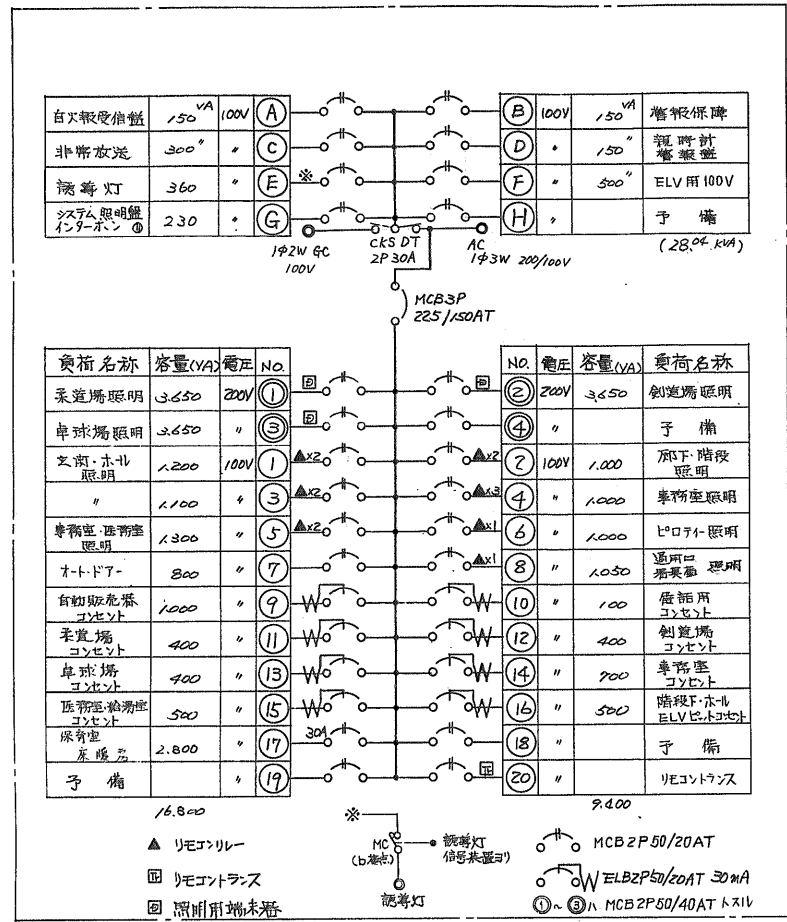 自火報受信盤 150 VA 100V A
B 100V 150 VA 警報保障
非常放送 300 〃 〃 C
D 〃 150 〃 親時計 警報盤
誘導灯 360 〃 E ※
F 〃 500 〃 ELV用100V
システム照明盤 インターホン ① 230 〃 G
H 〃 予備
1φ2W GC 100V
CKS DT 2P 30A
AC 1φ3W 200/100V
(28.04 KVA)
MCB3P
225/150AT
負荷名称 容量(VA) 電圧 NO.
NO. 電圧 容量(VA) 負荷名称
柔道場照明 3,650 200V ①
② 200V 3,650 剣道場照明
卓球場照明 3,650 〃 ③
④ 〃 予備
玄関・ホール 照明 1,200 100V 1 ▲x2
▲x2 2 100V 1,000 廊下・階段 照明
〃 1,100 〃 3 ▲x2
▲x3 4 〃 1,000 事務室照明
事務室・医務室 照明 1,300 〃 5 ▲x2
▲x1 6 〃 1,000 ピロティー照明
オートドアー 800 〃 7
▲x1 8 〃 1,050 通用口 照明
自動販売器 コンセント 1,000 〃 9
10 〃 100 電話用 コンセント
柔道場 コンセント 400 〃 11
12 〃 400 剣道場 コンセント
卓球場 コンセント 400 〃 13
14 〃 700 事務室 コンセント
医務室・給湯室 コンセント 500 〃 15
16 〃 500 階段下・ホール ELVピットコンセント
保育室 床暖房 2,800 〃 17 30A
18 〃 予備
予備 〃 19
20 〃 リモコントランス
16,800
9,400
▲ リモコンリレー
リモコントランス
照明用端末器
※
MC
(b接点)
誘導灯
信号装置ヨリ
誘導灯
MCB 2P 50/20AT
ELB2P50/20AT 30mA
①~③ハ MCB2P50/40ATトスル